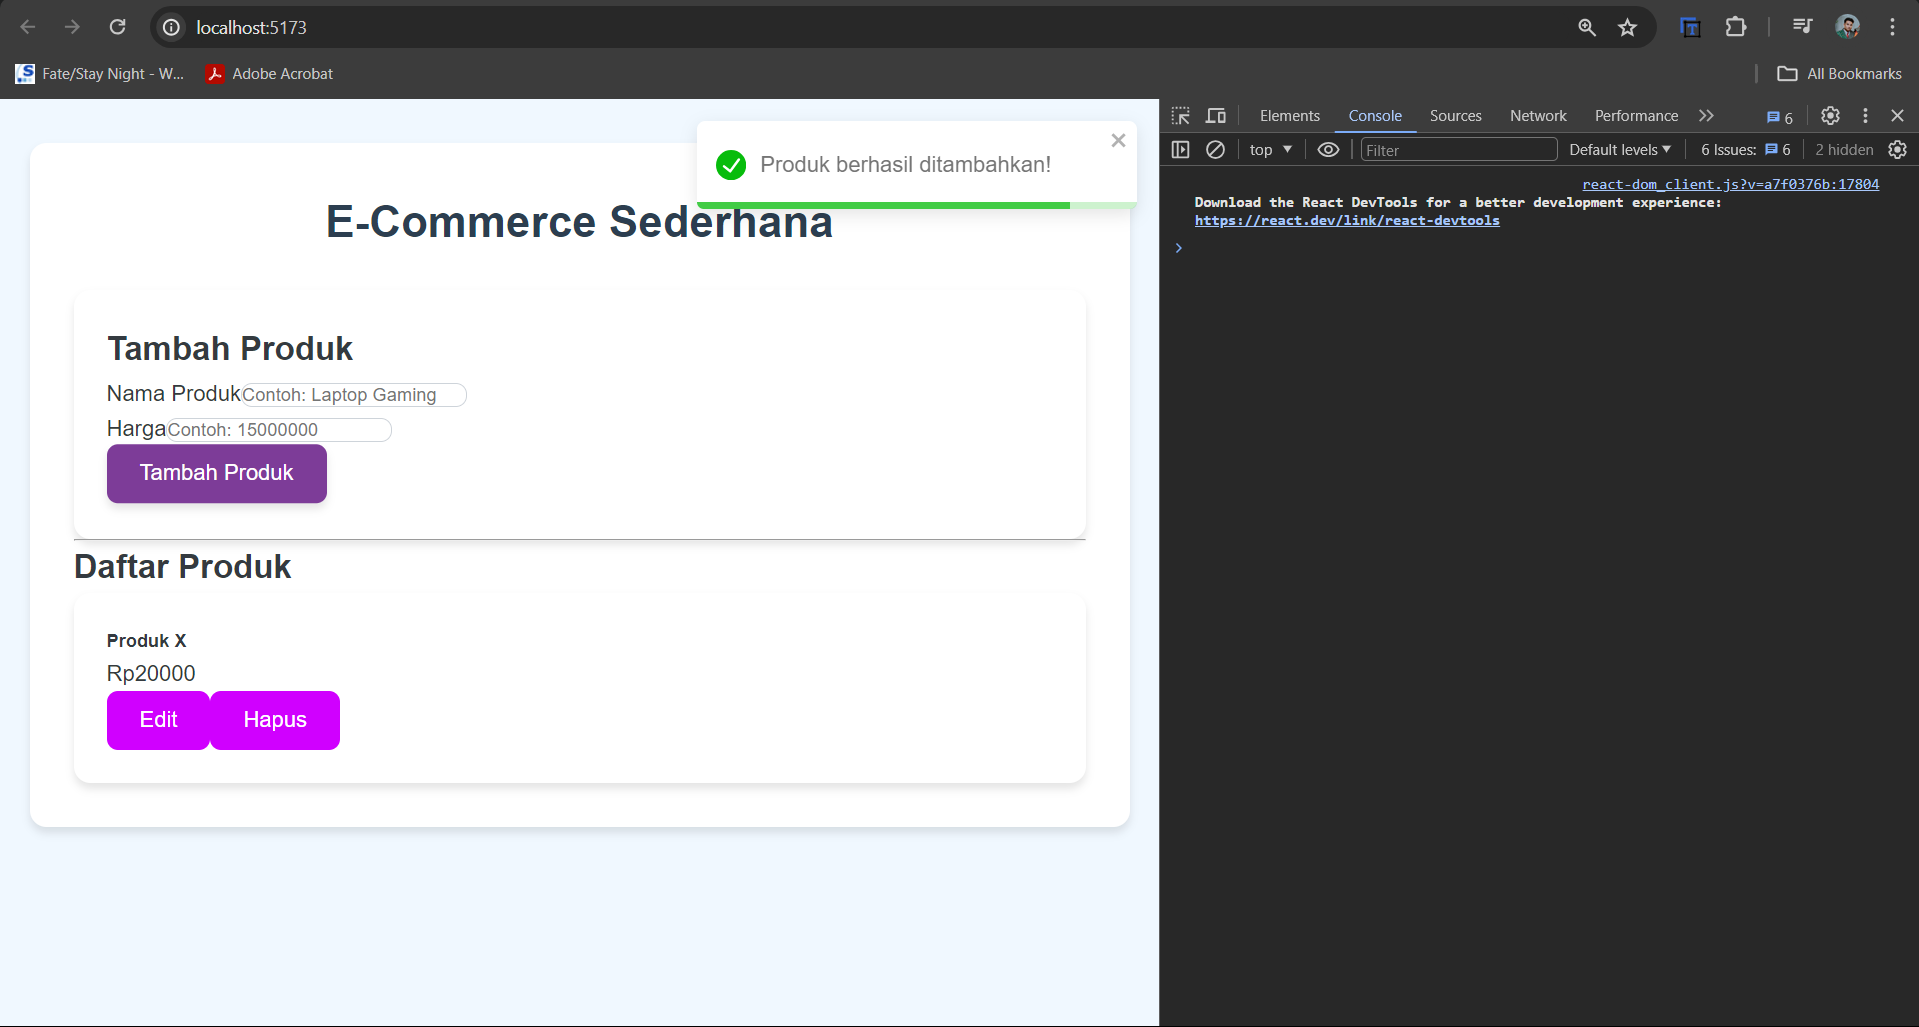 localhost:5173
Fate/Stay Night - W...
Adobe Acrobat
All Bookmarks
Produk berhasil ditambahkan!
E-Commerce Sederhana
Tambah Produk
Nama Produk Contoh: Laptop Gaming
Harga Contoh: 15000000
Tambah Produk
Daftar Produk
Produk X
Rp20000
Edit Hapus
Elements Console Sources Network Performance 6
top Filter Default levels 6 Issues: 6 2 hidden
react-dom_client.js?v=a7f0376b:17804
Download the React DevTools for a better development experience:
https://react.dev/link/react-devtools